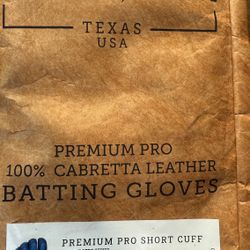 TEXAS
USA
PREMIUM PRO
100% CABRETTA LEATHER
BATTING GLOVES
PREMIUM PRO SHORT CUFF